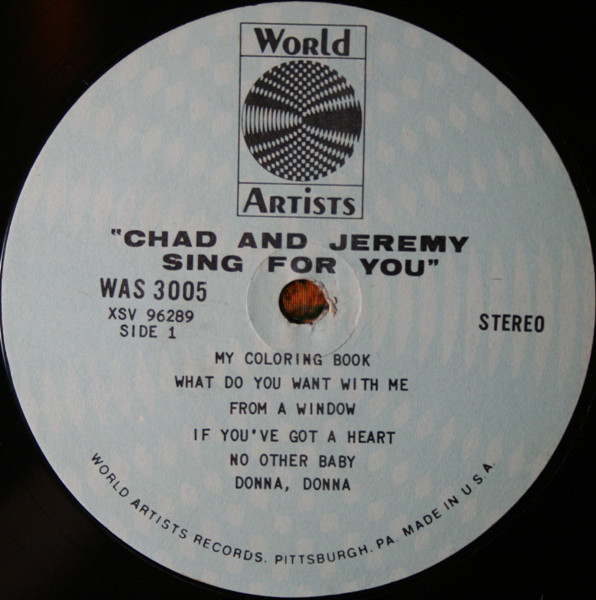 World
Artists
"CHAD AND JEREMY
SING FOR YOU"
WAS 3005
XSV 96289
SIDE 1
STEREO
MY COLORING BOOK
WHAT DO YOU WANT WITH ME
FROM A WINDOW
IF YOU'VE GOT A HEART
NO OTHER BABY
DONNA, DONNA
WORLD ARTISTS RECORDS. PITTSBURGH. PA. MADE IN U.S.A.